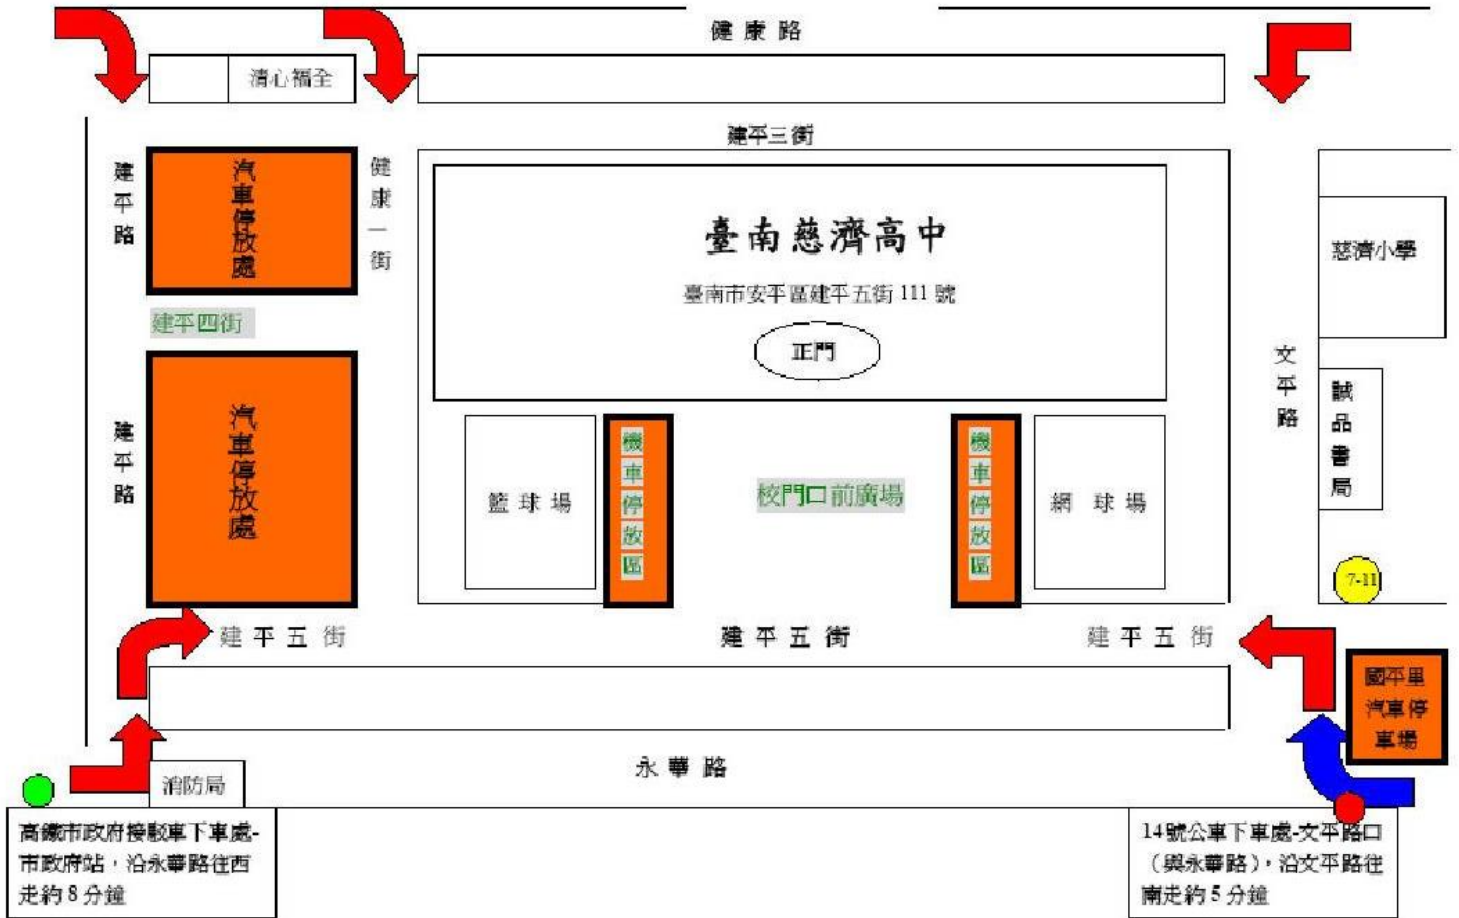 健康路
清心福全
建平三街
建平路
汽車停放處
健康一街
臺南慈濟高中
臺南市安平區建平五街 111 號
正門
慈濟小學
建平四街
文平路
誠品書局
建平路
汽車停放處
籃球場
機車停放區
校門口前廣場
機車停放區
網 球場
7-11
建平五街
建平五街
建平五街
國平里
汽車停
車場
永華路
消防局
高鐵市政府接駁車下車處-
市政府站，沿永華路往西
走約 8 分鐘
14號公車下車處-文平路口
（與永華路），沿文平路往
南走約 5 分鐘